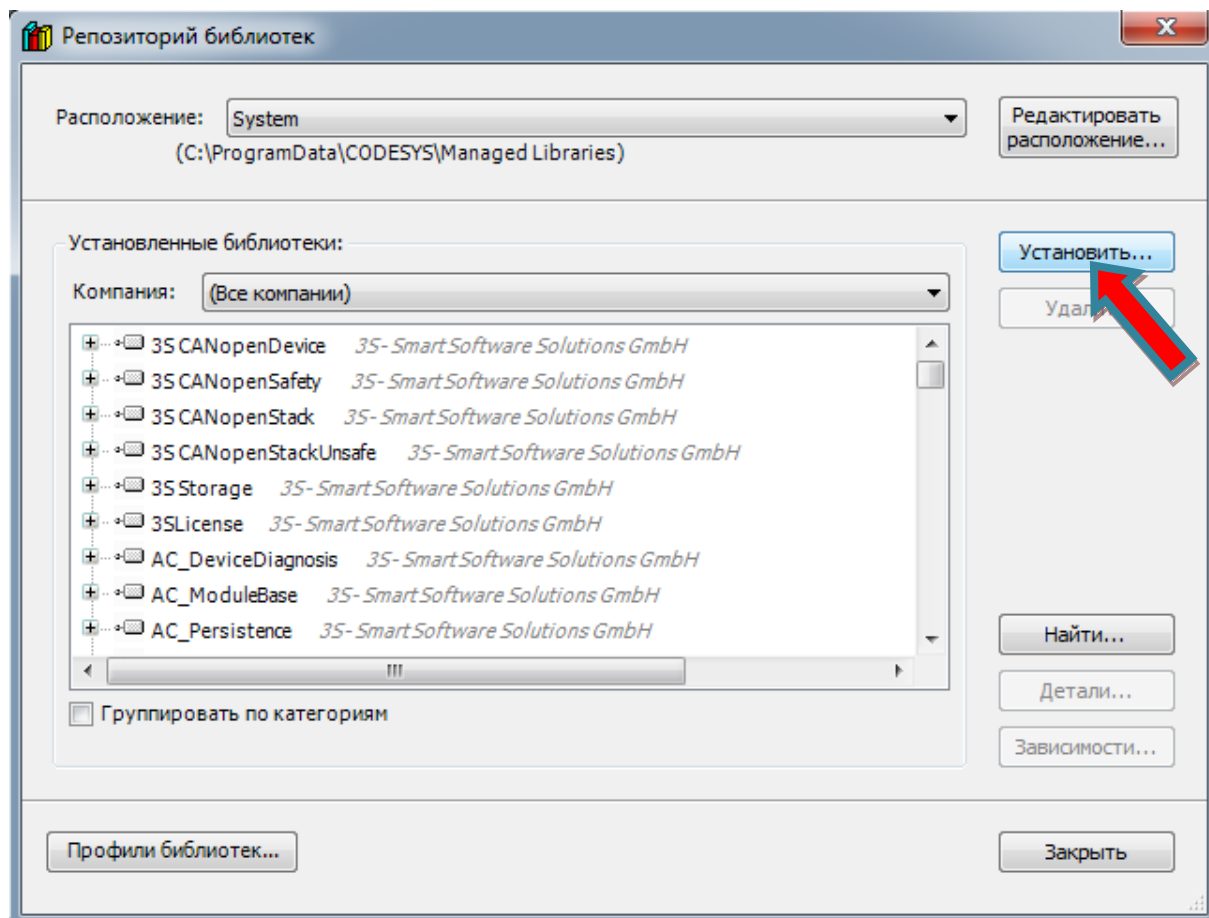 Репозиторий библиотек
Расположение: System
Редактировать
расположение...
(C:\ProgramData\CODESYS\Managed Libraries)
Установленные библиотеки:
Установить...
Компания: (Все компании)
3S CANopenDevice 3S- Smart Software Solutions GmbH
3S CANopenSafety 3S- Smart Software Solutions GmbH
3S CANopenStack 3S- Smart Software Solutions GmbH
3S CANopenStackUnsafe 3S- Smart Software Solutions GmbH
3S Storage 3S- Smart Software Solutions GmbH
3SLicense 3S- Smart Software Solutions GmbH
AC_DeviceDiagnosis 3S- Smart Software Solutions GmbH
AC_ModuleBase 3S- Smart Software Solutions GmbH
AC_Persistence 3S- Smart Software Solutions GmbH
Найти...
Детали...
Группировать по категориям
Зависимости...
Профили библиотек...
Закрыть